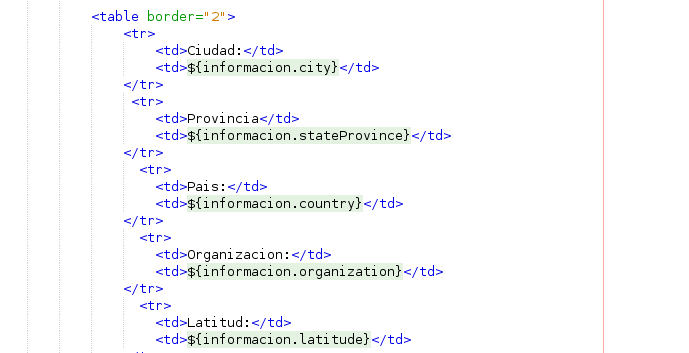 <table border="2">
<tr>
<td>Ciudad:</td>
<td>${informacion.city}</td>
</tr>
<tr>
<td>Provincia</td>
<td>${informacion.stateProvince}</td>
</tr>
<tr>
<td>Pais:</td>
<td>${informacion.country}</td>
</tr>
<tr>
<td>Organizacion:</td>
<td>${informacion.organization}</td>
</tr>
<tr>
<td>Latitud:</td>
<td>${informacion.latitude}</td>